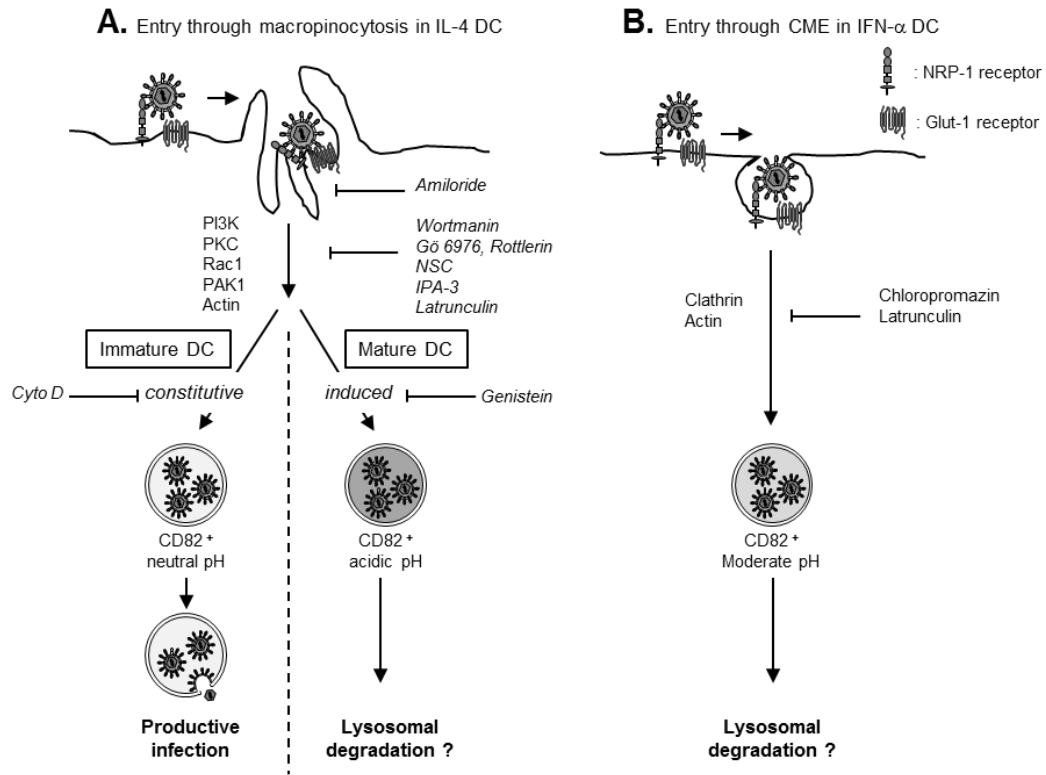 A. Entry through macropinocytosis in IL-4 DC
Amiloride
PI3K
PKC
Rac1
PAK1
Actin
Wortmanin
Gö 6976, Rottlerin
NSC
IPA-3
Latrunculin
Immature DC
Mature DC
Cyto D
constitutive
induced
Genistein
CD82 +
neutral pH
CD82 +
acidic pH
Productive
infection
Lysosomal
degradation ?
B. Entry through CME in IFN-α DC
: NRP-1 receptor
: Glut-1 receptor
Clathrin
Actin
Chloropromazin
Latrunculin
CD82 +
Moderate pH
Lysosomal
degradation ?